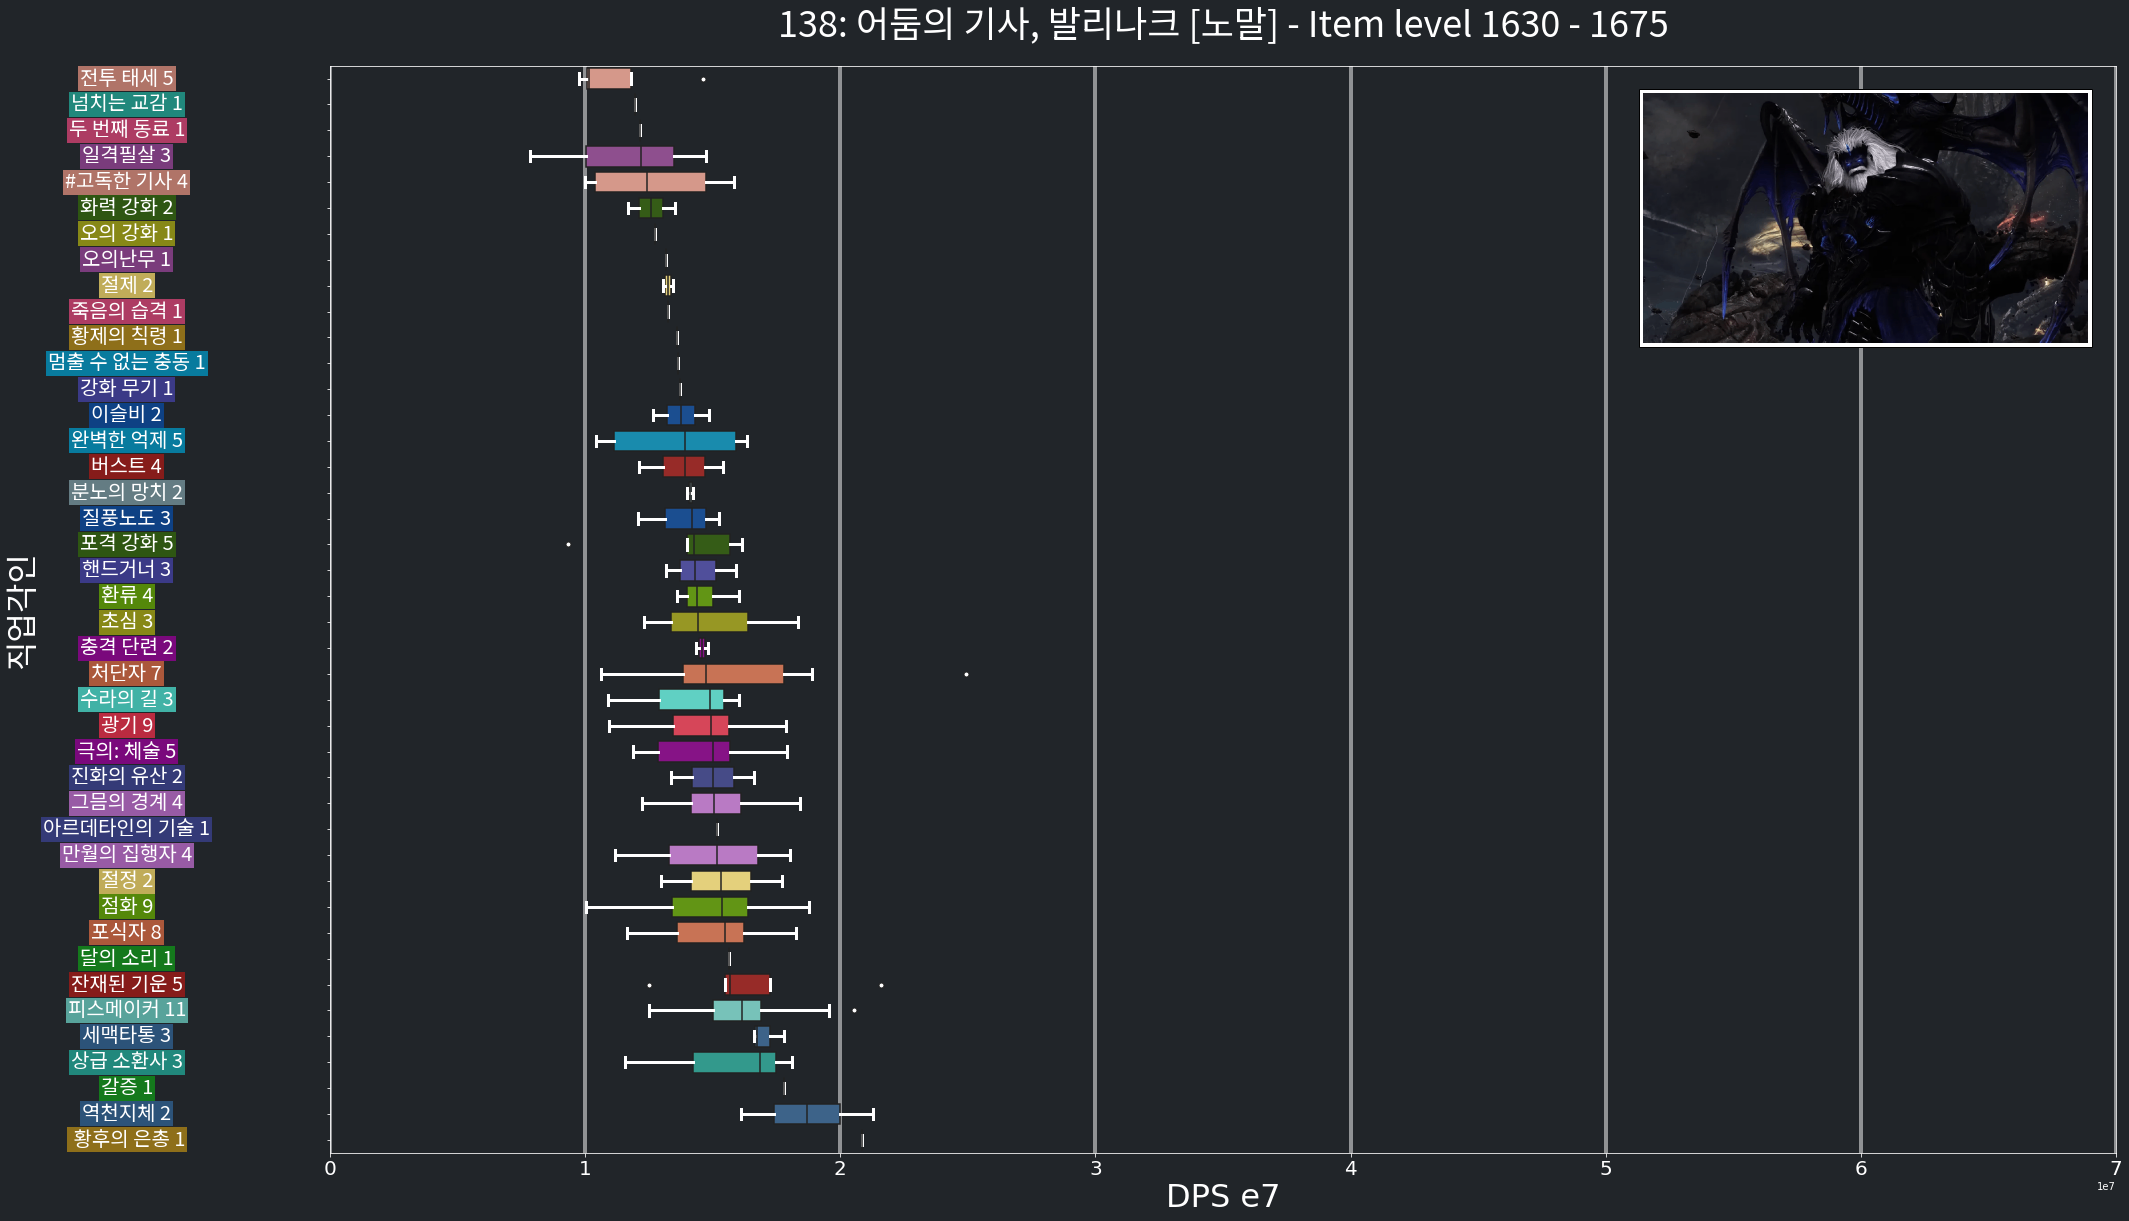 138: 어둠의 기사, 발리나크 [노말] - Item level 1630 - 1675
직업각인
전투 태세 5
넘치는 교감 1
두 번째 동료 1
일격필살 3
#고독한 기사 4
화력 강화 2
오의 강화 1
오의난무 1
절제 2
죽음의 습격 1
황제의 칙령 1
멈출 수 없는 충동 1
강화 무기 1
이슬비 2
완벽한 억제 5
버스트 4
분노의 망치 2
질풍노도 3
포격 강화 5
핸드거너 3
환류 4
초심 3
충격 단련 2
처단자 7
수라의 길 3
광기 9
극의: 체술 5
진화의 유산 2
그믐의 경계 4
아르데타인의 기술 1
만월의 집행자 4
절정 2
점화 9
포식자 8
달의 소리 1
잔재된 기운 5
피스메이커 11
세맥타통 3
상급 소환사 3
갈증 1
역천지체 2
황후의 은총 1
0 1 2 3 4 5 6 7
1e7
DPS e7